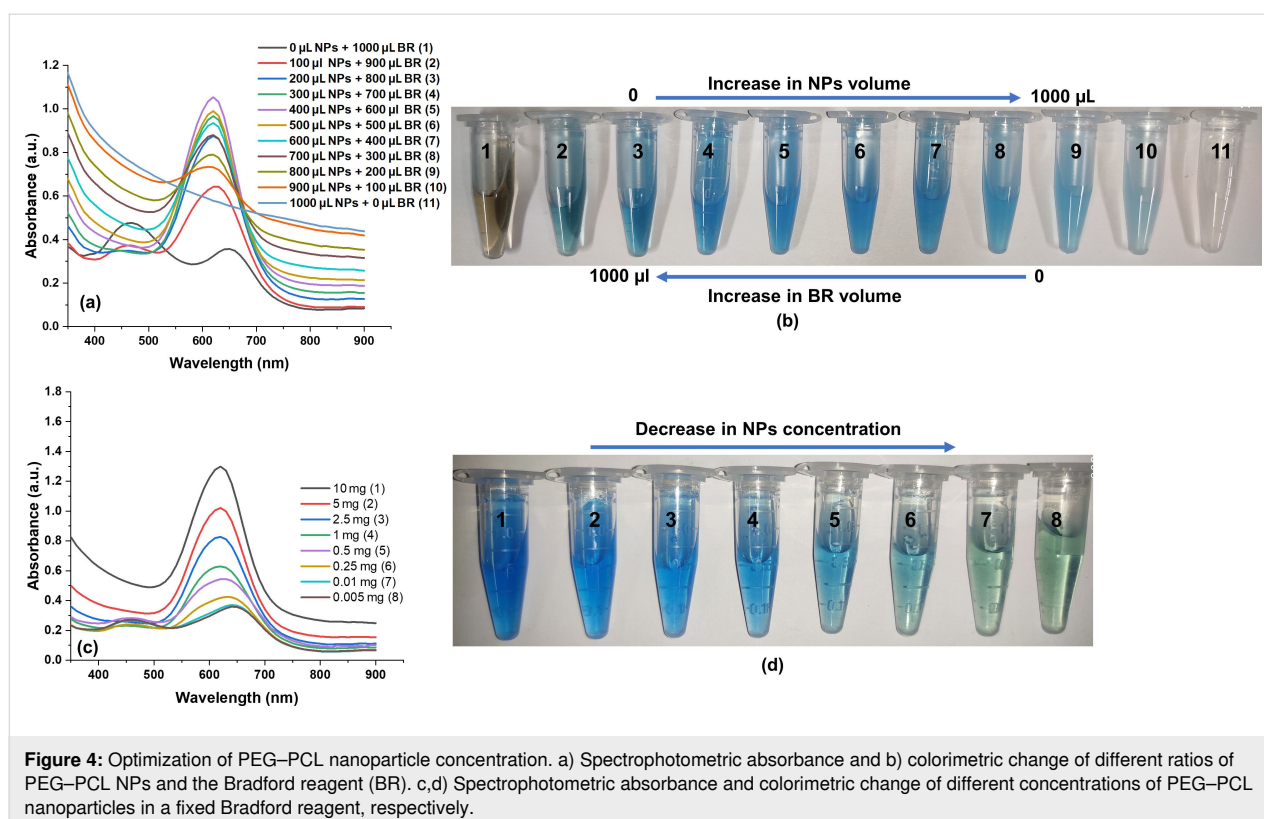 0 µL NPs + 1000 µL BR (1)
100 µl NPs + 900 µL BR (2)
200 µL NPs + 800 µL BR (3)
300 µL NPs + 700 µL BR (4)
400 µL NPs + 600 µl BR (5)
500 µL NPs + 500 µL BR (6)
600 µL NPs + 400 µL BR (7)
700 µL NPs + 300 µL BR (8)
800 µL NPs + 200 µL BR (9)
900 µL NPs + 100 µL BR (10)
1000 µL NPs + 0 µL BR (11)
1.2
1.0
0.8
0.6
0.4
0.2
0.0
Absorbance (a.u.)
(a)
400 500 600 700 800 900
Wavelength (nm)
Increase in NPs volume
0 1000 µL
1 2 3 4 5 6 7 8 9 10 11
1000 µl 0
Increase in BR volume
(b)
1.8
1.6
1.4
1.2
1.0
0.8
0.6
0.4
0.2
0.0
Absorbance (a.u.)
10 mg (1)
5 mg (2)
2.5 mg (3)
1 mg (4)
0.5 mg (5)
0.25 mg (6)
0.01 mg (7)
0.005 mg (8)
(c)
400 500 600 700 800 900
Wavelength (nm)
Decrease in NPs concentration
1 2 3 4 5 6 7 8
(d)
Figure 4: Optimization of PEG–PCL nanoparticle concentration. a) Spectrophotometric absorbance and b) colorimetric change of different ratios of
PEG–PCL NPs and the Bradford reagent (BR). c,d) Spectrophotometric absorbance and colorimetric change of different concentrations of PEG–PCL
nanoparticles in a fixed Bradford reagent, respectively.